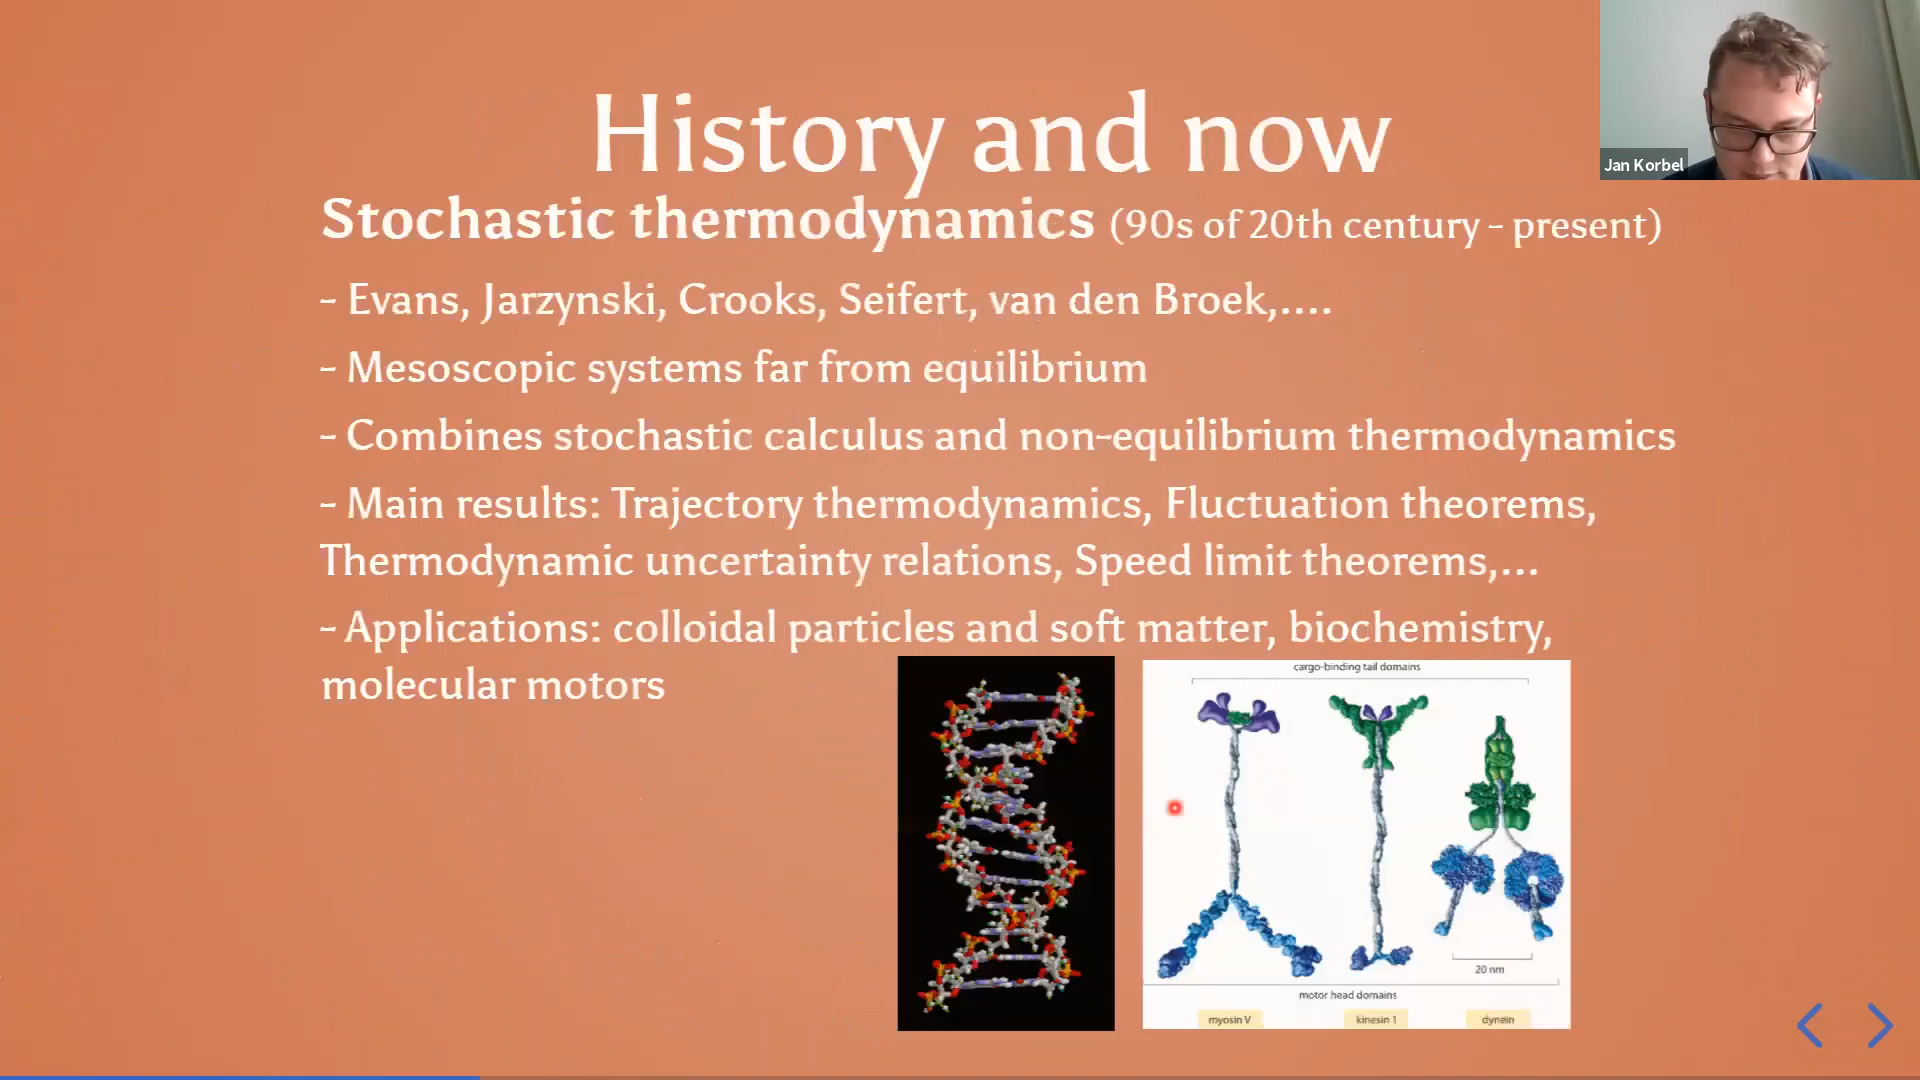 History and now
Jan Korbel
Stochastic thermodynamics (90s of 20th century - present)
- Evans, Jarzynski, Crooks, Seifert, van den Broek,....
- Mesoscopic systems far from equilibrium
- Combines stochastic calculus and non-equilibrium thermodynamics
- Main results: Trajectory thermodynamics, Fluctuation theorems,
Thermodynamic uncertainty relations, Speed limit theorems,...
- Applications: colloidal particles and soft matter, biochemistry,
molecular motors
cargo-binding tail domains
20 nm
motor head domains
myosin V kinesin 1 dynein